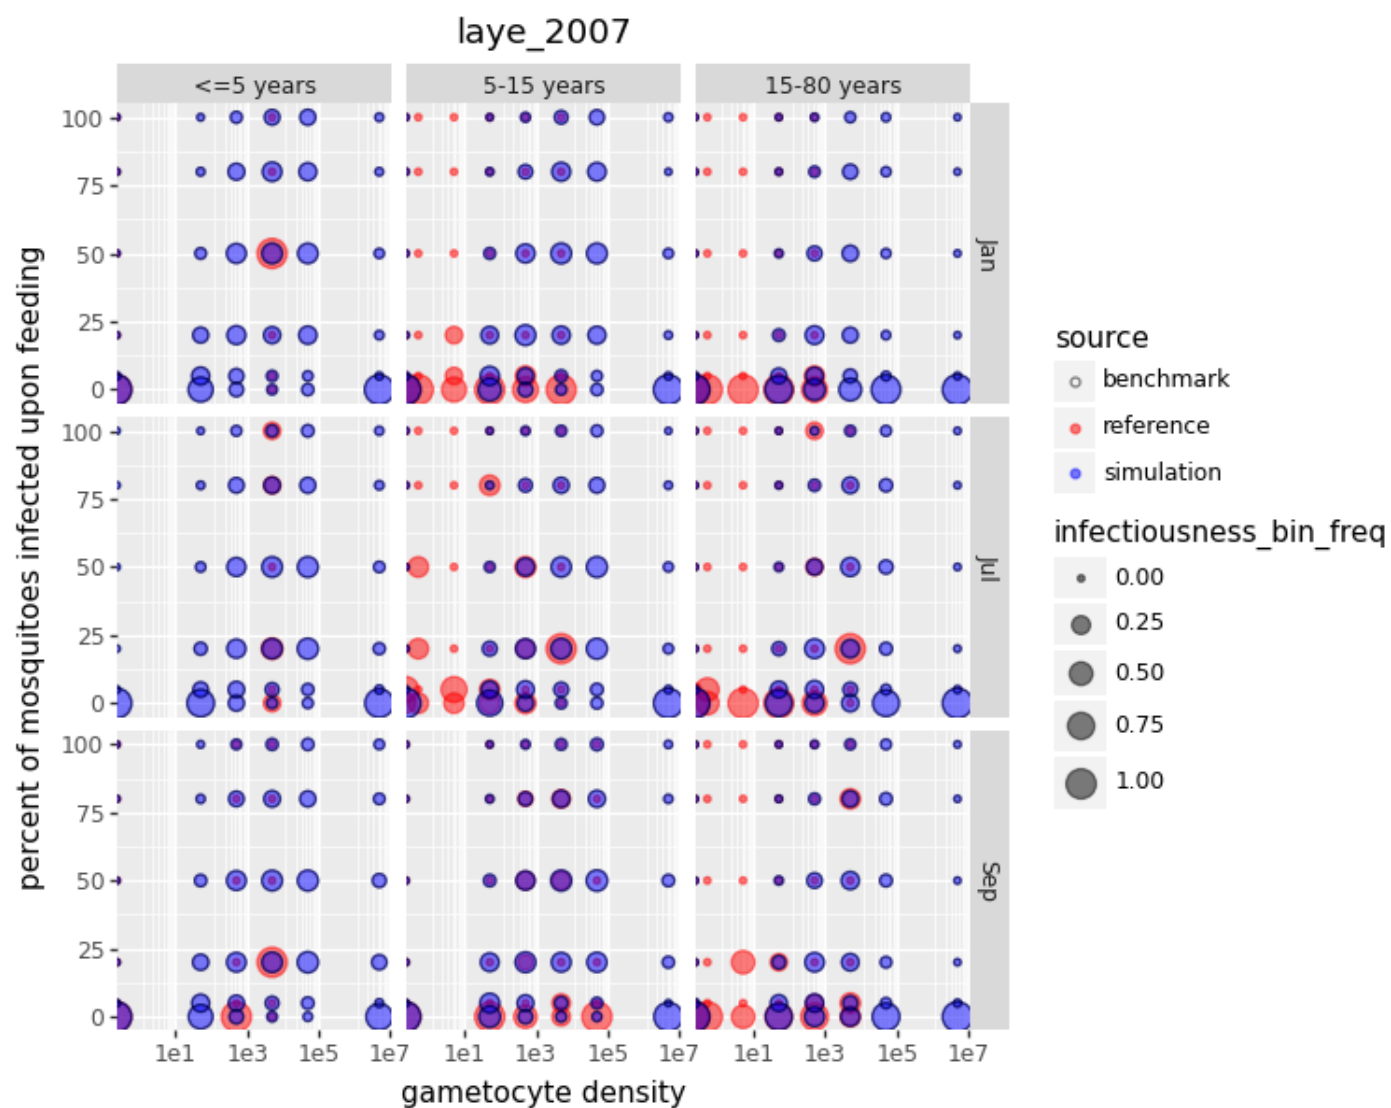 laye_2007
<=5 years 5-15 years 15-80 years
percent of mosquitoes infected upon feeding
100
75
50
25
0
Jan
100
75
50
25
0
Jul
100
75
50
25
0
Sep
1e1 1e3 1e5 1e7 1e1 1e3 1e5 1e7 1e1 1e3 1e5 1e7
gametocyte density
source
benchmark
reference
simulation
infectiousness_bin_freq
0.00
0.25
0.50
0.75
1.00